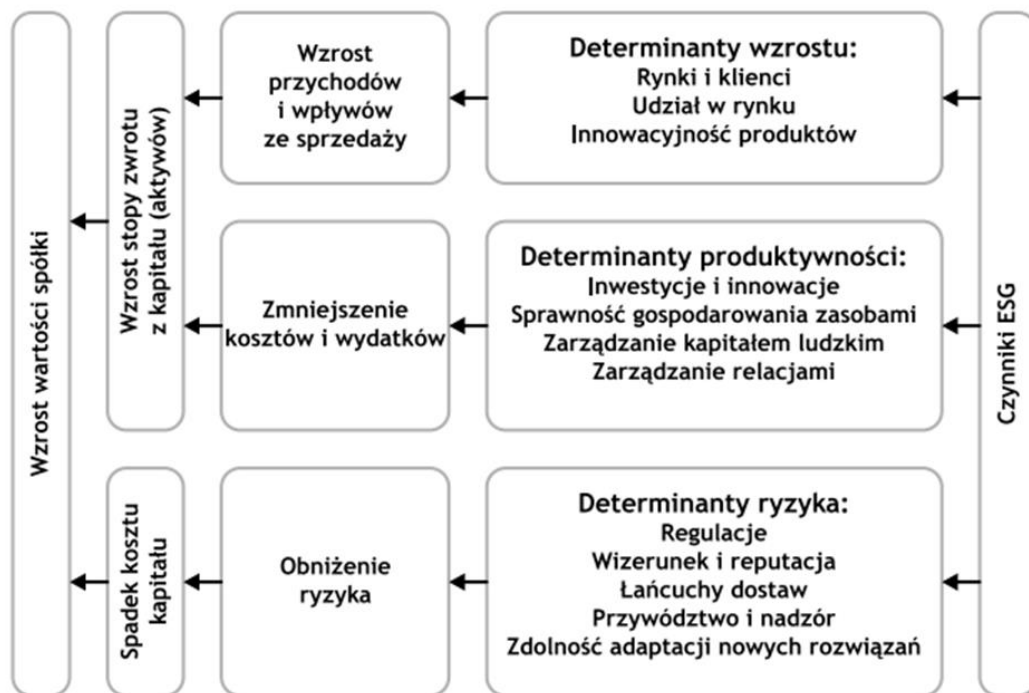 Wzrost wartości spółki
Wzrost stopy zwrotu
z kapitału (aktywów)
Spadek kosztu
kapitału
Wzrost
przychodów
i wpływów
ze sprzedaży
Zmniejszenie
kosztów i wydatków
Obniżenie
ryzyka
Determinanty wzrostu:
Rynki i klienci
Udział w rynku
Innowacyjność produktów
Determinanty produktywności:
Inwestycje i innowacje
Sprawność gospodarowania zasobami
Zarządzanie kapitałem ludzkim
Zarządzanie relacjami
Determinanty ryzyka:
Regulacje
Wizerunek i reputacja
Łańcuchy dostaw
Przywództwo i nadzór
Zdolność adaptacji nowych rozwiązań
Czynniki ESG